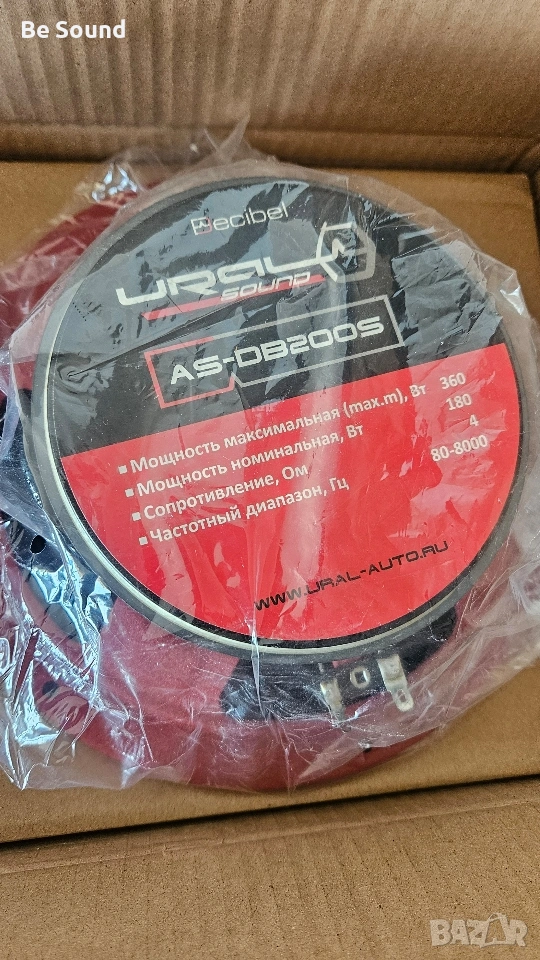 Be Sound
Decibel
URAL
SOUND
AS-DB200S
Мощность максимальная (max.m), Вт 360
Мощность номинальная, Вт 180
Сопротивление, Ом 4
Частотный диапазон, Гц 80-8000
WWW.URAL-AUTO.RU
BAZAR